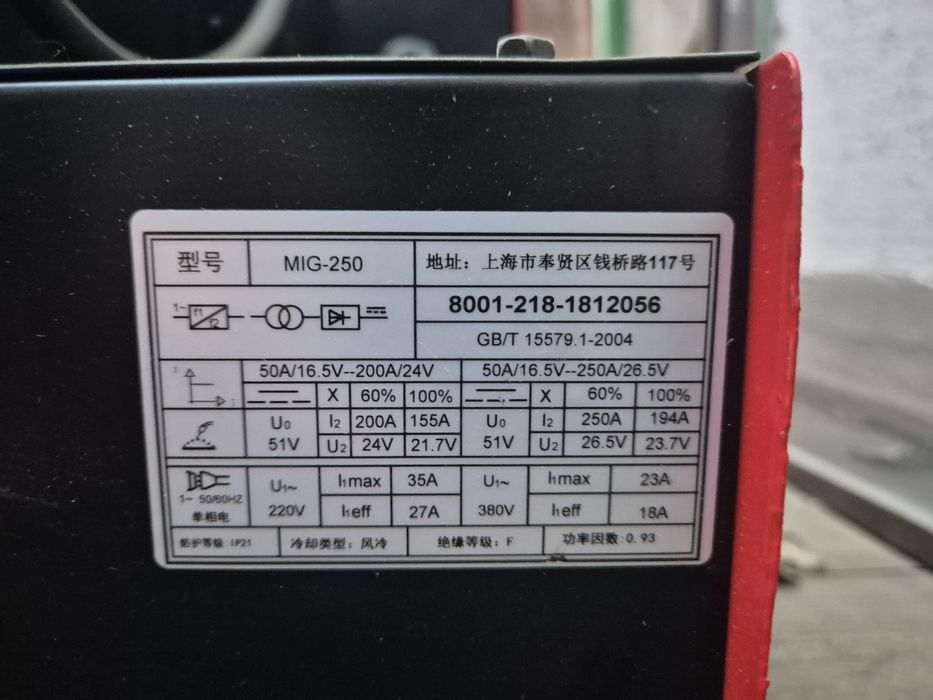 型号 MIG-250 地址：上海市奉贤区钱桥路117号
1~ f1 f2 8001-218-1812056
GB/T 15579.1-2004
50A/16.5V--200A/24V 50A/16.5V--250A/26.5V
X 60% 100% X 60% 100%
U0 51V I2 200A 155A U0 51V I2 250A 194A
U2 24V 21.7V U2 26.5V 23.7V
1~ 50/60HZ 单相电 U1~ 220V I1max 35A U1~ 380V I1max 23A
I1eff 27A I1eff 18A
防护等级:IP21 冷却类型：风冷 绝缘等级：F 功率因数:0.93